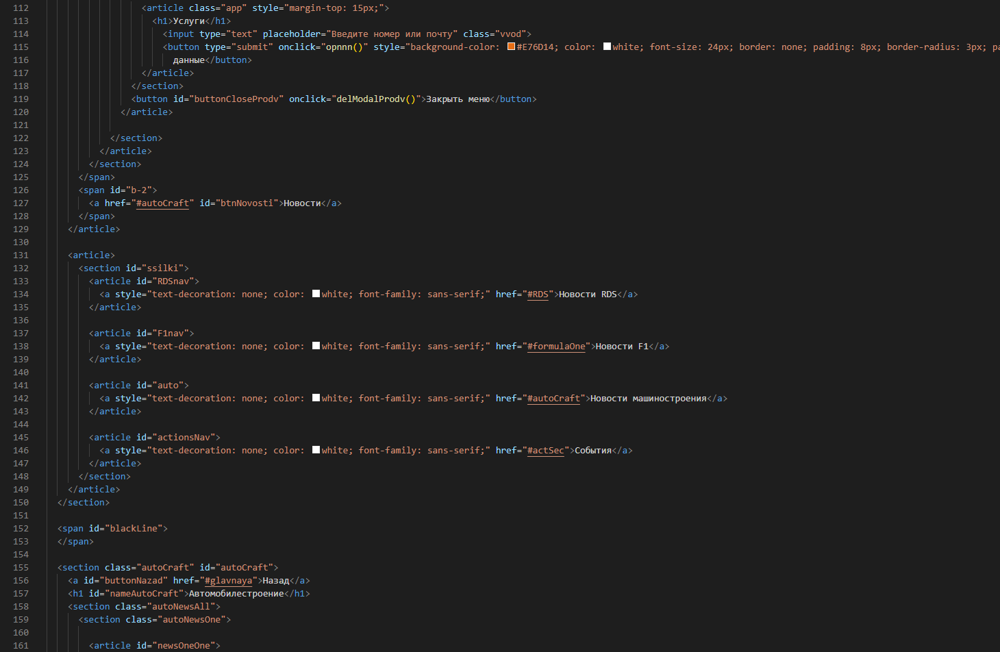 112 <article class="app" style="margin-top: 15px;">
113 <h1>Услуги</h1>
114 <input type="text" placeholder="Введите номер или почту" class="vvod">
115 <button type="submit" onclick="opnnn()" style="background-color: #E76D14; color: white; font-size: 24px; border: none; padding: 8px; border-radius: 3px; pa
116 данные</button>
117 </article>
118 </section>
119 <button id="buttonCloseProdv" onclick="delModalProdv()">Закрыть меню</button>
120 </article>
121
122 </section>
123 </article>
124 </section>
125 </span>
126 <span id="b-2">
127 <a href="#autoCraft" id="btnNovosti">Новости</a>
128 </span>
129 </article>
130
131 <article>
132 <section id="ssilki">
133 <article id="RDSnav">
134 <a style="text-decoration: none; color: white; font-family: sans-serif;" href="#RDS">Новости RDS</a>
135 </article>
136
137 <article id="F1nav">
138 <a style="text-decoration: none; color: white; font-family: sans-serif;" href="#formulaOne">Новости F1</a>
139 </article>
140
141 <article id="auto">
142 <a style="text-decoration: none; color: white; font-family: sans-serif;" href="#autoCraft">Новости машиностроения</a>
143 </article>
144
145 <article id="actionsNav">
146 <a style="text-decoration: none; color: white; font-family: sans-serif;" href="#actSec">События</a>
147 </article>
148 </section>
149 </article>
150 </section>
151
152 <span id="blackLine">
153 </span>
154
155 <section class="autoCraft" id="autoCraft">
156 <a id="buttonNazad" href="#glavnaya">Назад</a>
157 <h1 id="nameAutoCraft">Автомобилестроение</h1>
158 <section class="autoNewsAll">
159 <section class="autoNewsOne">
160
161 <article id="newsOneOne">